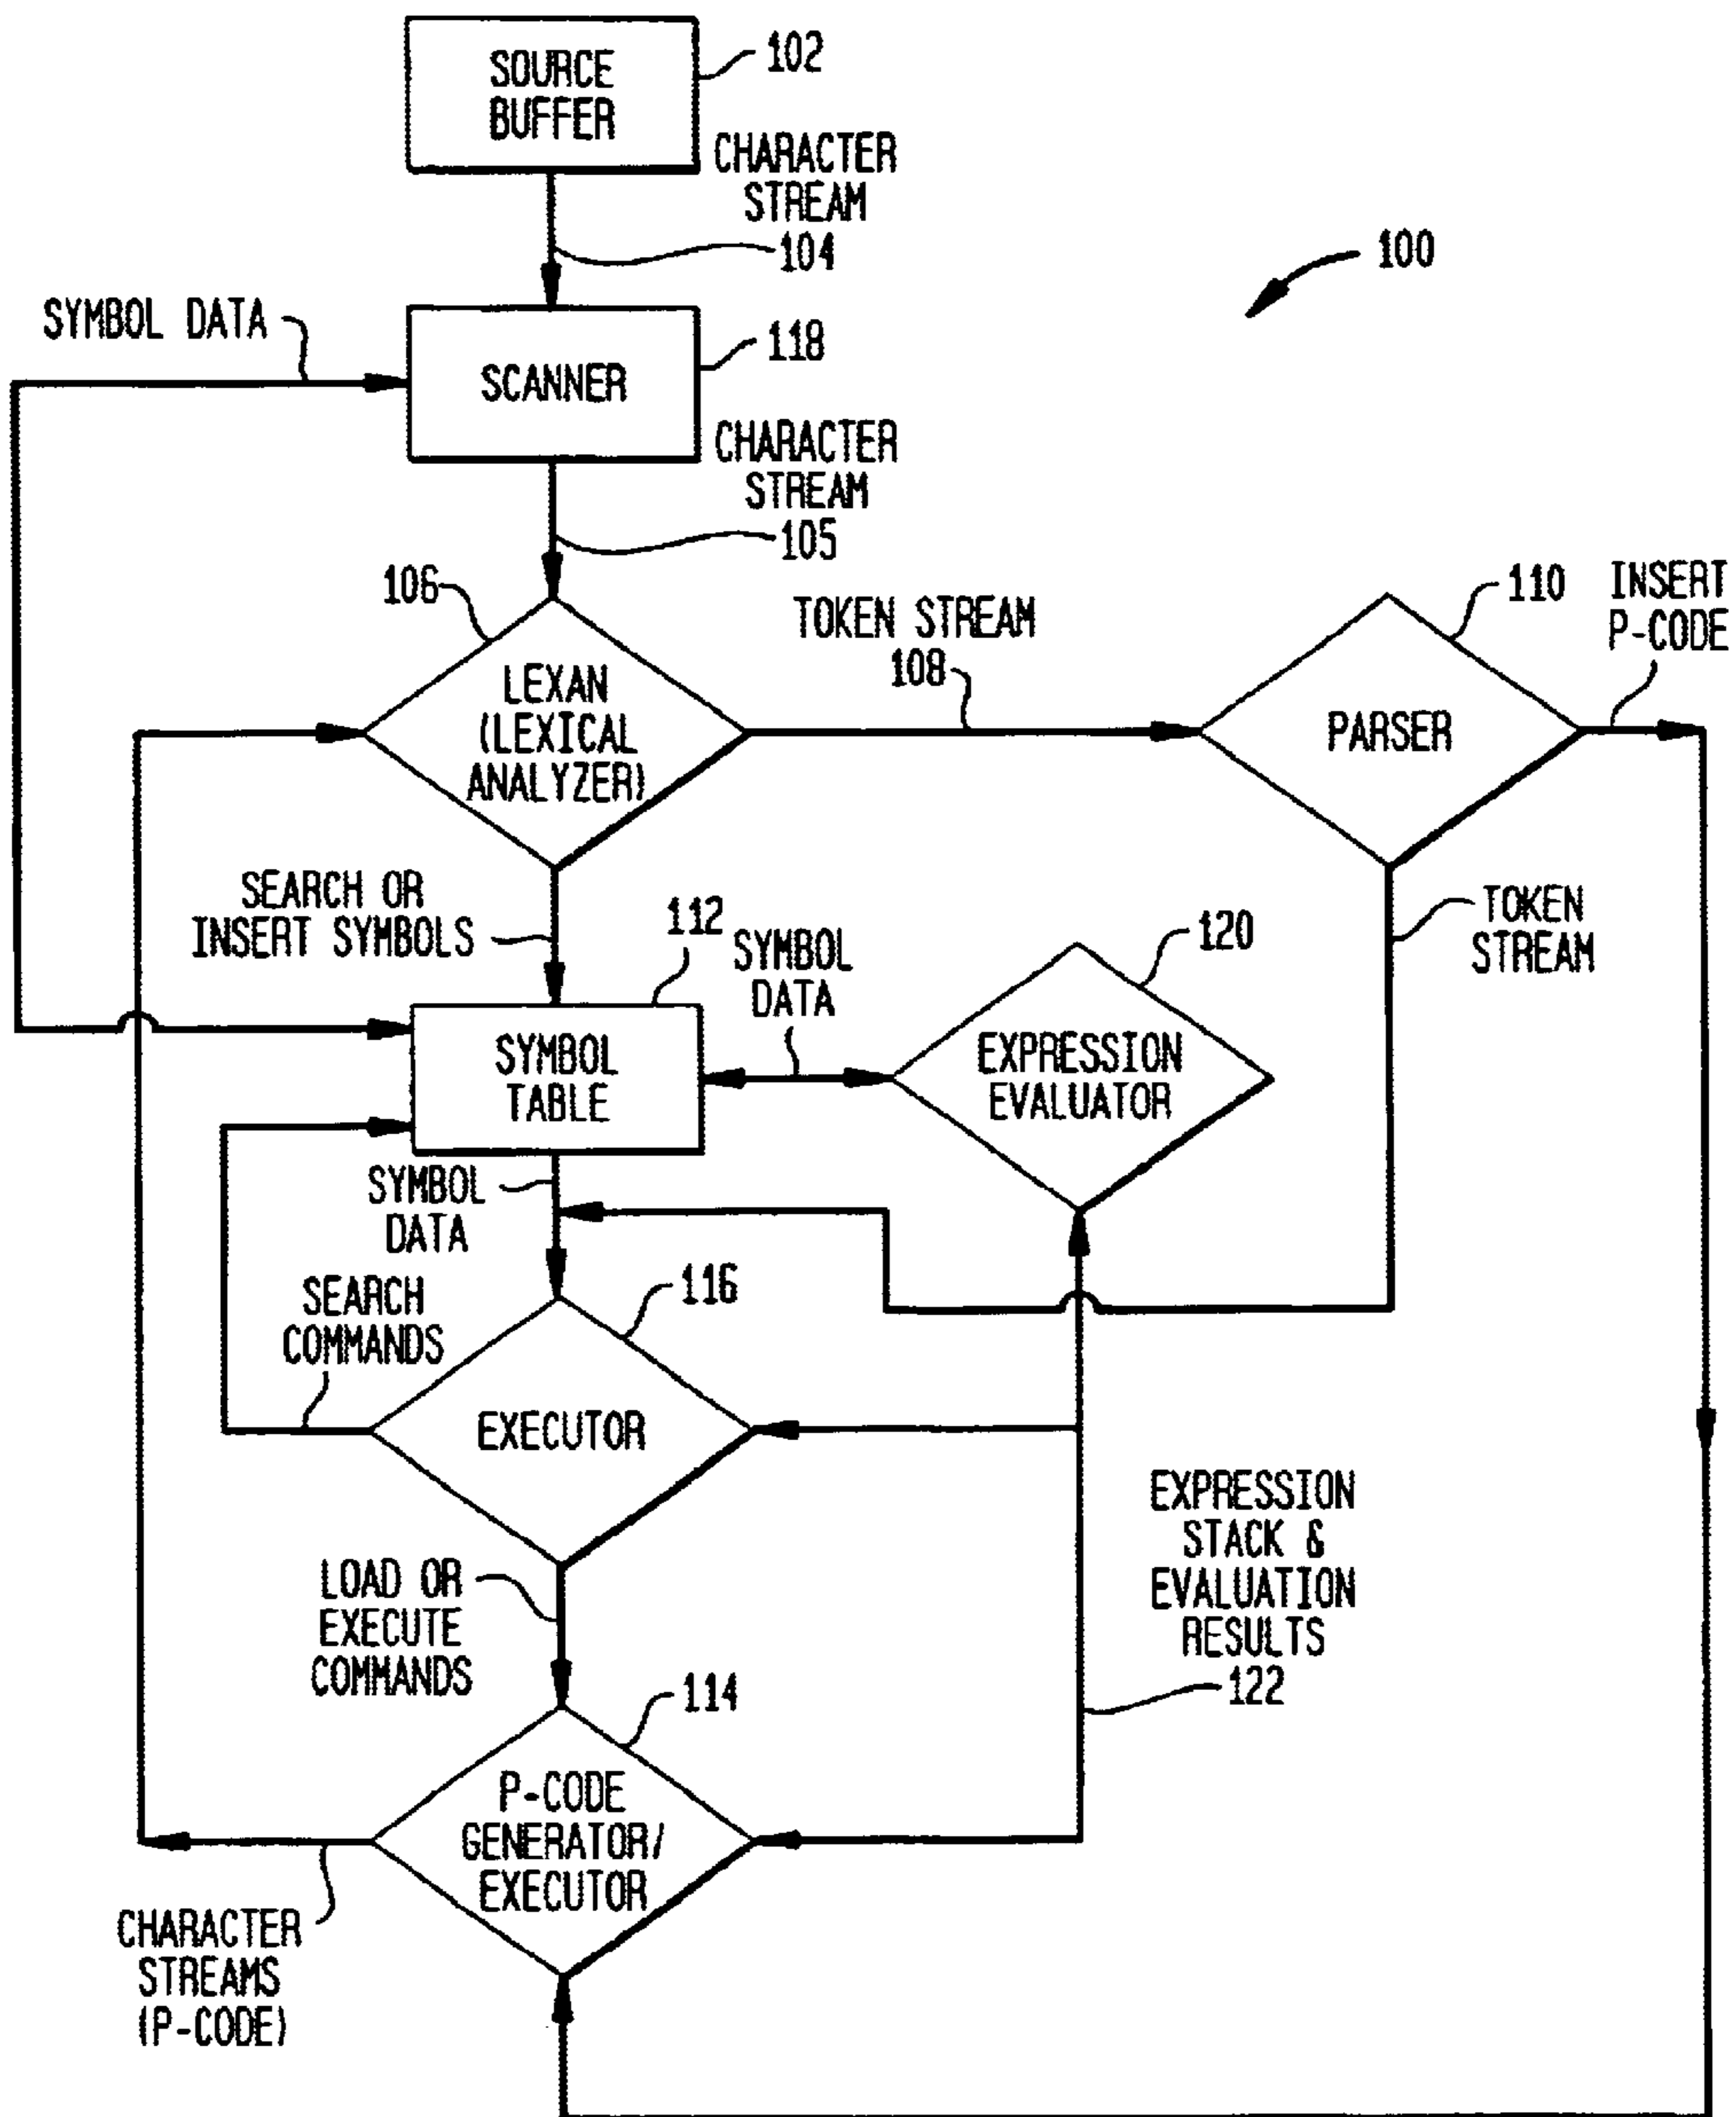 SOURCE
BUFFER
102
CHARACTER
STREAM
104
100
SYMBOL DATA
SCANNER
118
CHARACTER
STREAM
105
106
LEXAN
(LEXICAL
ANALYZER)
TOKEN STREAM
108
110
INSERT
P-CODE
PARSER
SEARCH OR
INSERT SYMBOLS
112
SYMBOL
DATA
120
TOKEN
STREAM
SYMBOL
TABLE
EXPRESSION
EVALUATOR
SYMBOL
DATA
SEARCH
COMMANDS
116
EXECUTOR
EXPRESSION
STACK &
EVALUATION
RESULTS
122
LOAD OR
EXECUTE
COMMANDS
114
P-CODE
GENERATOR/
EXECUTOR
CHARACTER
STREAMS
(P-CODE)